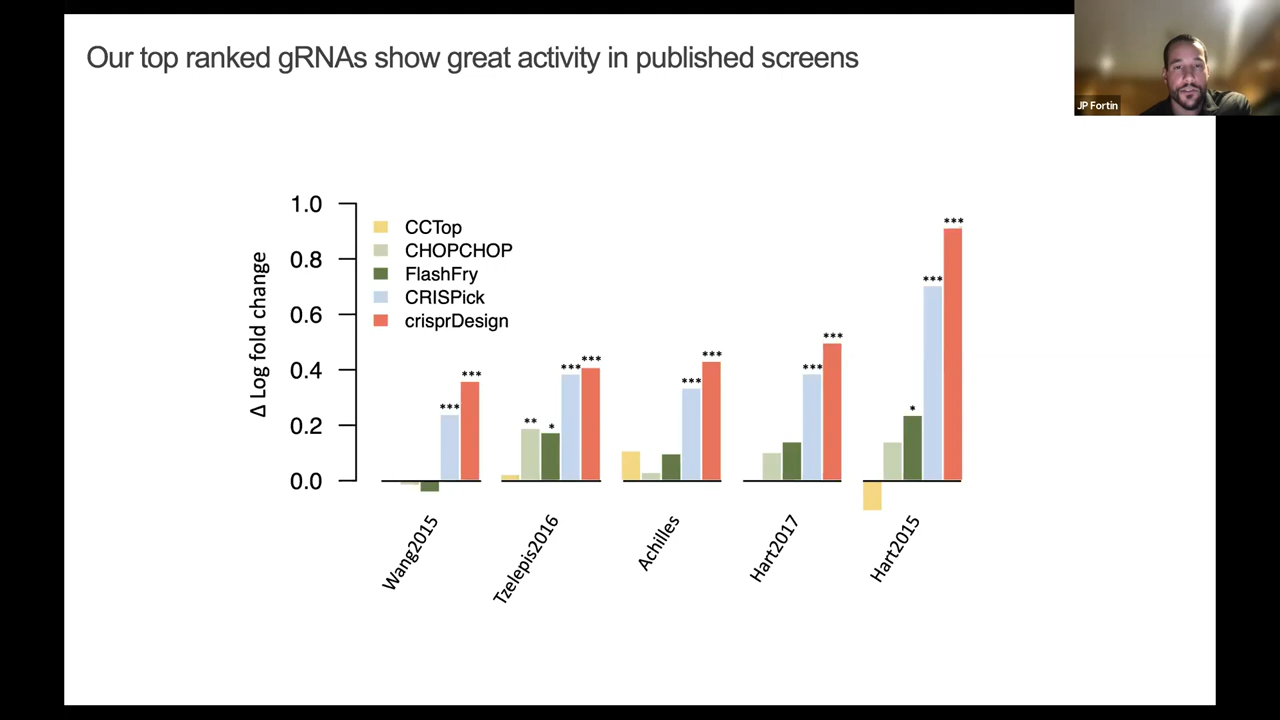 Our top ranked gRNAs show great activity in published screens
JP Fortin
1.0
0.8
0.6
0.4
0.2
0.0
Δ Log fold change
CCTop
CHOPCHOP
FlashFry
CRISPick
crisprDesign
*** ***
** * *** ***
*** ***
*** ***
* *** ***
Wang2015
Tzelepis2016
Achilles
Hart2017
Hart2015